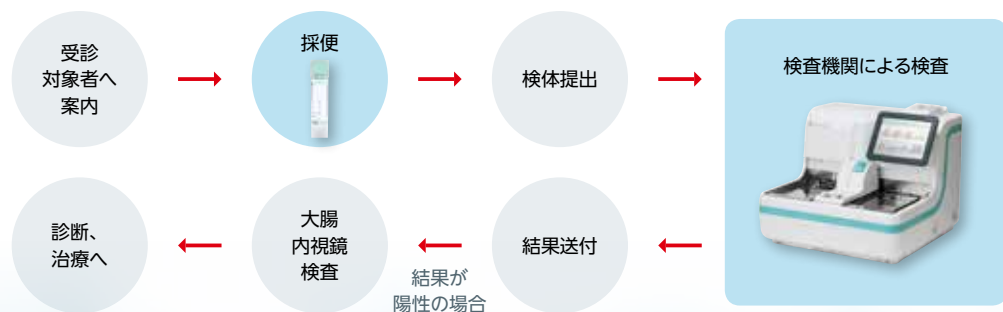 受診
対象者へ
案内
採便
検体提出
検査機関による検査
結果送付
結果が
陽性の場合
大腸
内視鏡
検査
診断、
治療へ